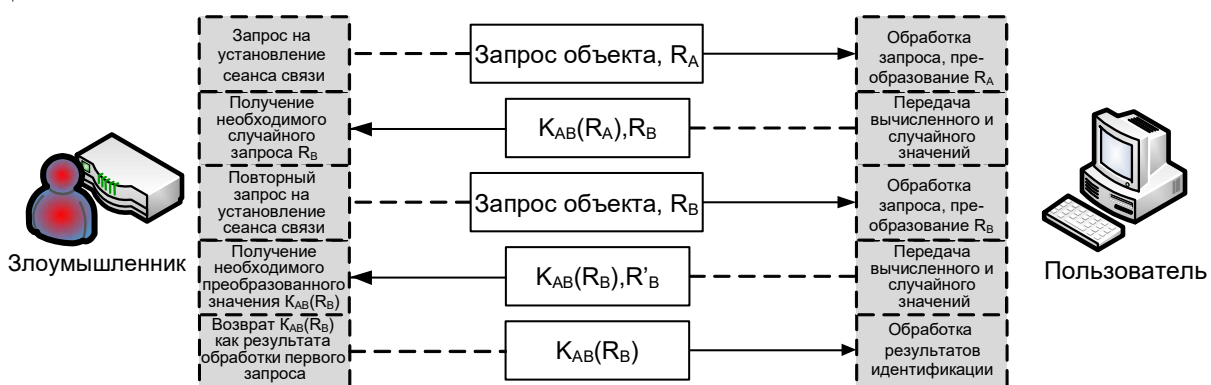 Запрос на
установление
сеанса связи
Запрос объекта, RA
Обработка
запроса, пре-
образование RA
Получение
необходимого
случайного
запроса RB
KAB(RA),RB
Передача
вычисленного и
случайного
значений
Повторный
запрос на
установление
сеанса связи
Запрос объекта, RB
Обработка
запроса, пре-
образование RB
Злоумышленник
Получение
необходимого
преобразованного
значения KAB(RB)
KAB(RB),R'B
Передача
вычисленного и
случайного
значений
Пользователь
Возврат KAB(RB)
как результата
обработки первого
запроса
KAB(RB)
Обработка
результатов
идентификации